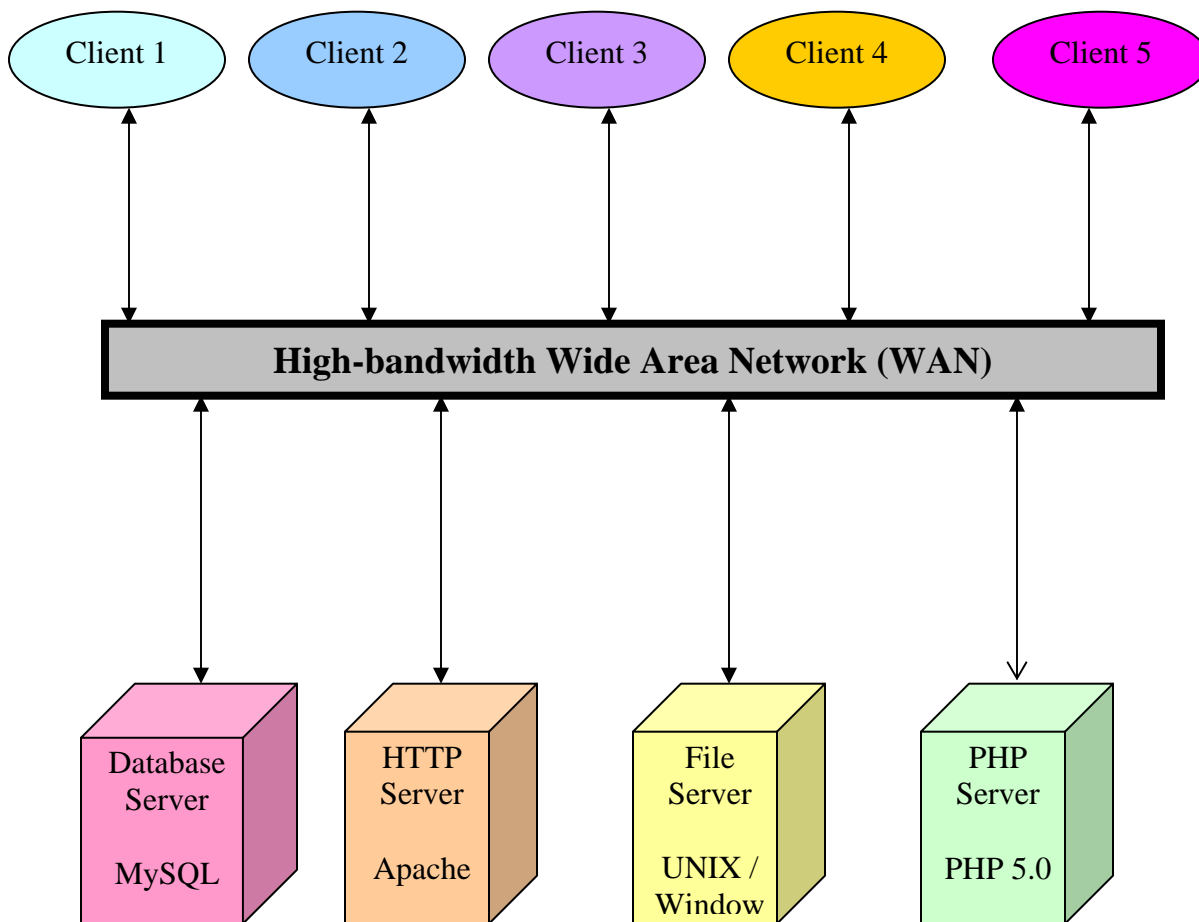 Client 1
Client 2
Client 3
Client 4
Client 5
High-bandwidth Wide Area Network (WAN)
Database
Server
MySQL
HTTP
Server
Apache
File
Server
UNIX /
Window
PHP
Server
PHP 5.0